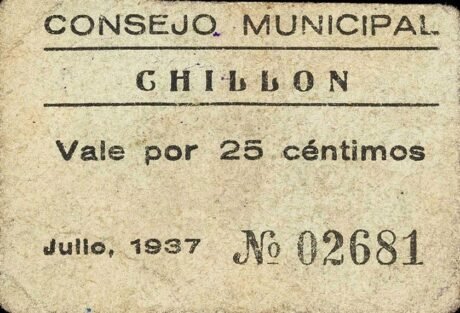 CONSEJO MUNICIPAL
CHILLON
Vale por 25 céntimos
Julio, 1937 № 02681